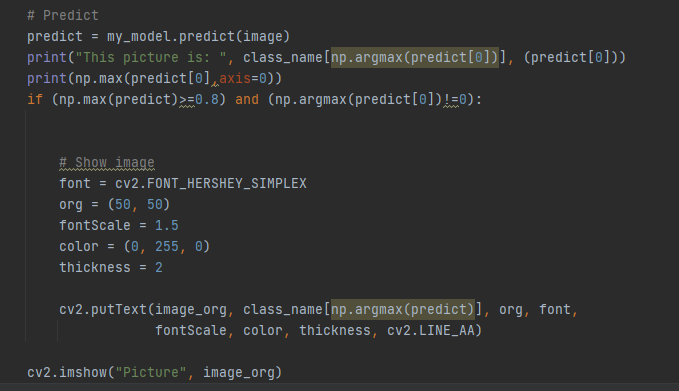 # Predict
predict = my_model.predict(image)
print("This picture is: ", class_name[np.argmax(predict[0])], (predict[0]))
print(np.max(predict[0],axis=0))
if (np.max(predict)>=0.8) and (np.argmax(predict[0])!=0):
# Show image
font = cv2.FONT_HERSHEY_SIMPLEX
org = (50, 50)
fontScale = 1.5
color = (0, 255, 0)
thickness = 2
cv2.putText(image_org, class_name[np.argmax(predict)], org, font,
fontScale, color, thickness, cv2.LINE_AA)
cv2.imshow("Picture", image_org)